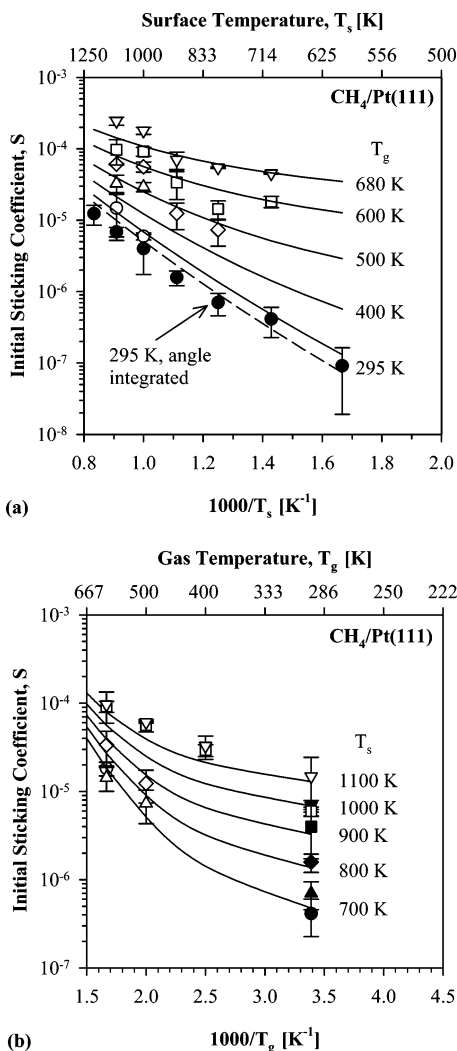 Surface Temperature, Tₛ [K]
1250 1000 833 714 625 556 500
10⁻³
CH₄/Pt(111)
T_g
10⁻⁴
680 K
600 K
10⁻⁵
500 K
400 K
10⁻⁶
295 K, angle
integrated
295 K
10⁻⁷
10⁻⁸
Initial Sticking Coefficient, S
0.8 1.0 1.2 1.4 1.6 1.8 2.0
(a)
1000/Tₛ [K⁻¹]
Gas Temperature, T_g [K]
667 500 400 333 286 250 222
10⁻³
CH₄/Pt(111)
10⁻⁴
Tₛ
1100 K
10⁻⁵
1000 K
900 K
800 K
10⁻⁶
700 K
10⁻⁷
Initial Sticking Coefficient, S
1.5 2.0 2.5 3.0 3.5 4.0 4.5
(b)
1000/T_g [K⁻¹]